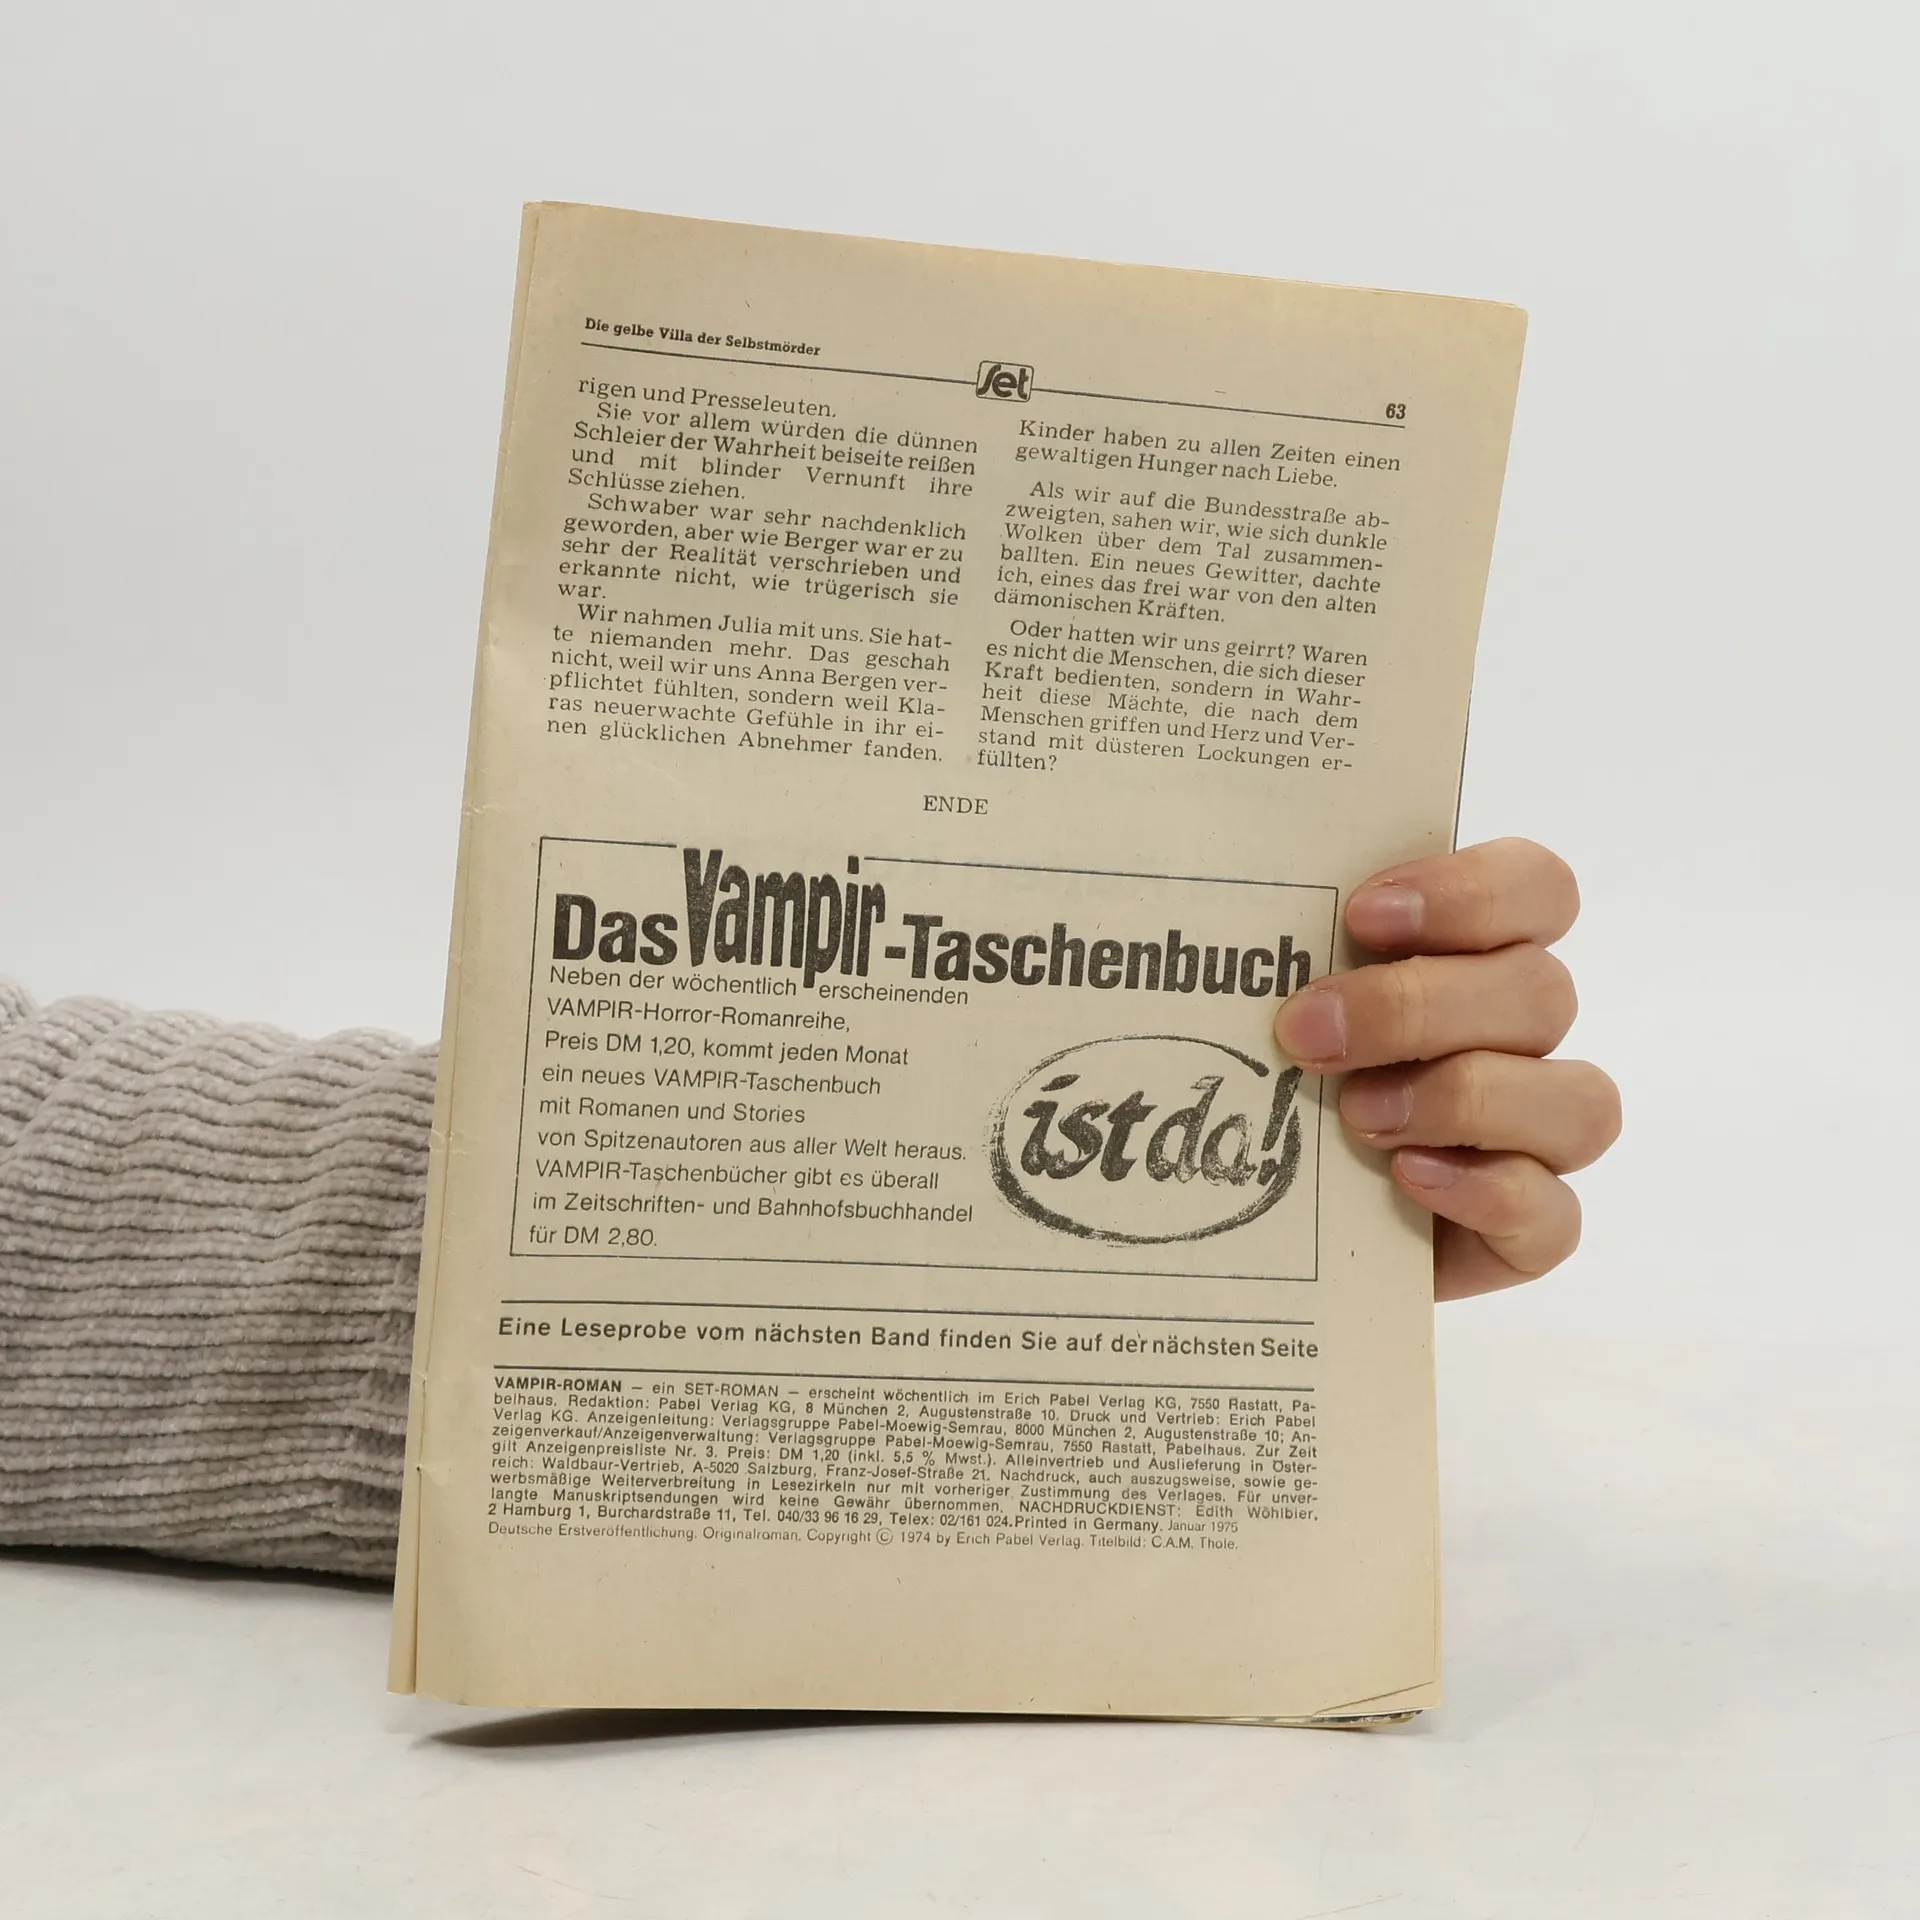 Die gelbe Villa der Selbstmörder
Set
63
rigen und Presseleuten.
Sie vor allem würden die dünnen
Schleier der Wahrheit beiseite reißen
und mit blinder Vernunft ihre
Schlüsse ziehen.
Schwaber war sehr nachdenklich
geworden, aber wie Berger war er zu
sehr der Realität verschrieben und
erkannte nicht, wie trügerisch sie
war.
Wir nahmen Julia mit uns. Sie hat-
te niemanden mehr. Das geschah
nicht, weil wir uns Anna Bergen ver-
pflichtet fühlten, sondern weil Kla-
ras neuerwachte Gefühle in ihr ei-
nen glücklichen Abnehmer fanden.
Kinder haben zu allen Zeiten einen
gewaltigen Hunger nach Liebe.
Als wir auf die Bundesstraße ab-
zweigten, sahen wir, wie sich dunkle
Wolken über dem Tal zusammen-
ballten. Ein neues Gewitter, dachte
ich, eines das frei war von den alten
dämonischen Kräften.
Oder hatten wir uns geirrt? Waren
es nicht die Menschen, die sich dieser
Kraft bedienten, sondern in Wahr-
heit diese Mächte, die nach dem
Menschen griffen und Herz und Ver-
stand mit düsteren Lockungen er-
füllten?
ENDE
Das Vampir-Taschenbuch
Neben der wöchentlich erscheinenden
VAMPIR-Horror-Romanreihe,
Preis DM 1,20, kommt jeden Monat
ein neues VAMPIR-Taschenbuch
mit Romanen und Stories
von Spitzenautoren aus aller Welt heraus.
VAMPIR-Taschenbücher gibt es überall
im Zeitschriften- und Bahnhofsbuchhandel
für DM 2,80.
ist da!
Eine Leseprobe vom nächsten Band finden Sie auf der nächsten Seite
VAMPIR-ROMAN – ein SET-ROMAN – erscheint wöchentlich im Erich Pabel Verlag KG, 7550 Rastatt, Pa-
belhaus. Redaktion: Pabel Verlag KG, 8 München 2, Augustenstraße 10. Druck und Vertrieb: Erich Pabel
Verlag KG. Anzeigenleitung: Verlagsgruppe Pabel-Moewig-Semrau, 8000 München 2, Augustenstraße 10; An-
zeigenverkauf/Anzeigenverwaltung: Verlagsgruppe Pabel-Moewig-Semrau, 7550 Rastatt, Pabelhaus. Zur Zeit
gilt Anzeigenpreisliste Nr. 3. Preis: DM 1,20 (inkl. 5,5 % Mwst.). Alleinvertrieb und Auslieferung in Öster-
reich: Waldbaur-Vertrieb, A-5020 Salzburg, Franz-Josef-Straße 21. Nachdruck, auch auszugsweise, sowie ge-
werbsmäßige Weiterverbreitung in Lesezirkeln nur mit vorheriger Zustimmung des Verlages. Für unver-
langte Manuskriptsendungen wird keine Gewähr übernommen. NACHDRUCKDIENST: Edith Wöhlbier,
2 Hamburg 1, Burchardstraße 11, Tel. 040/33 96 16 29, Telex: 02/161 024. Printed in Germany. Januar 1975
Deutsche Erstveröffentlichung. Originalroman. Copyright © 1974 by Erich Pabel Verlag. Titelbild: C.A.M. Thole.